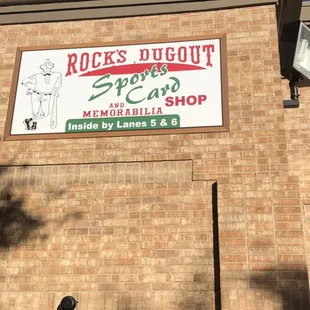 ROCK'S DUGOUT
Sports
Card SHOP
AND
MEMORABILIA
Inside by Lanes 5 & 6